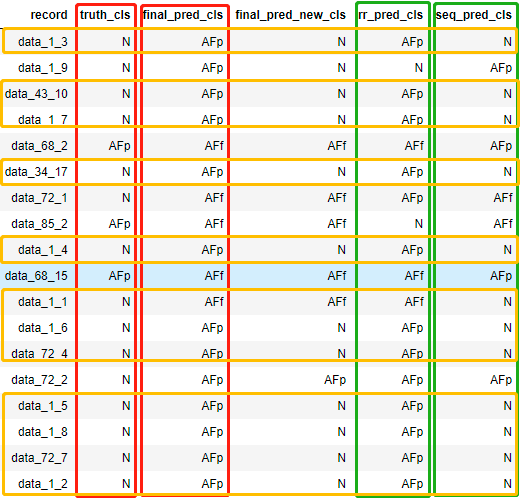 record truth_cls final_pred_cls final_pred_new_cls rr_pred_cls seq_pred_cls
data_1_3 N AFp N AFp N
data_1_9 N AFp N N AFp
data_43_10 N AFp N AFp N
data_1_7 N AFp N AFp N
data_68_2 AFp AFf AFf AFf AFp
data_34_17 N AFp N AFp N
data_72_1 N AFf AFf AFp AFf
data_85_2 AFp AFf AFf N AFf
data_1_4 N AFp N AFp N
data_68_15 AFp AFf AFf AFf AFp
data_1_1 N AFf AFf AFf N
data_1_6 N AFp N AFp N
data_72_4 N AFp N AFp N
data_72_2 N AFp AFp AFp AFp
data_1_5 N AFp N AFp N
data_1_8 N AFp N AFp N
data_72_7 N AFp N AFp N
data_1_2 N AFp N AFp N